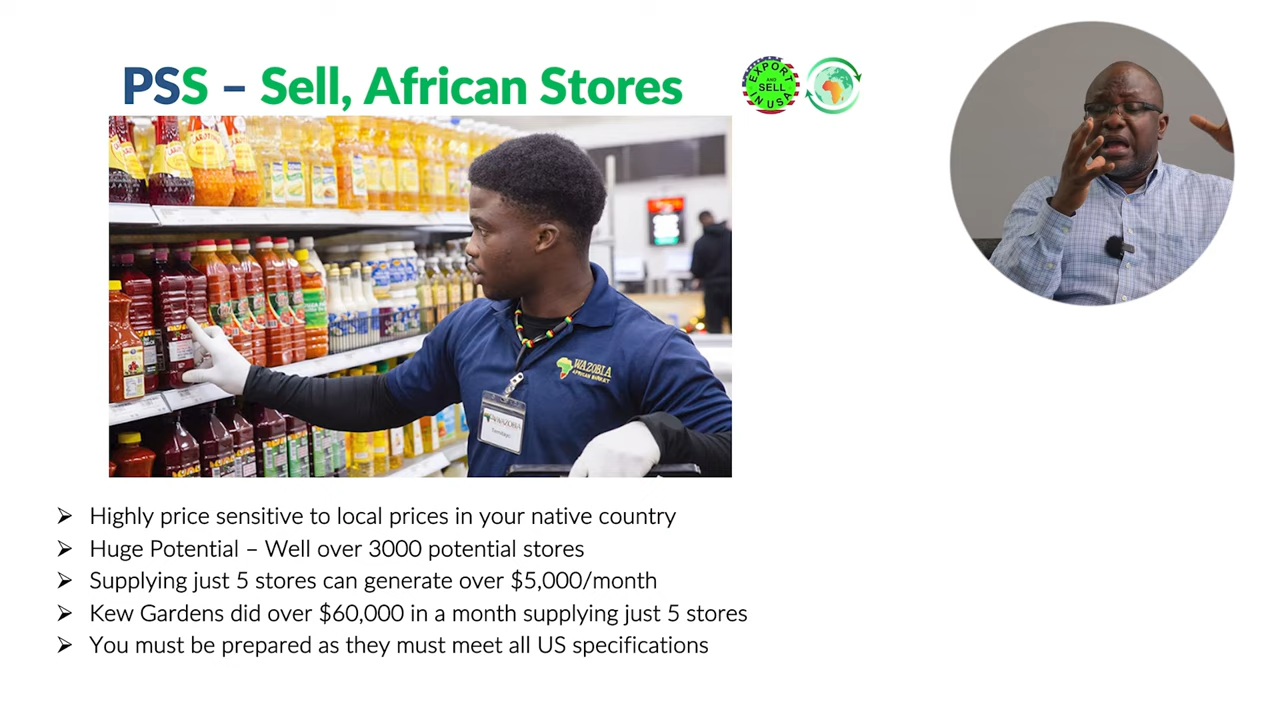 PSS – Sell, African Stores
EXPORT
AND
SELL
IN USA
WAZOBIA
AFRICAN MARKET
➢ Highly price sensitive to local prices in your native country
➢ Huge Potential – Well over 3000 potential stores
➢ Supplying just 5 stores can generate over $5,000/month
➢ Kew Gardens did over $60,000 in a month supplying just 5 stores
➢ You must be prepared as they must meet all US specifications